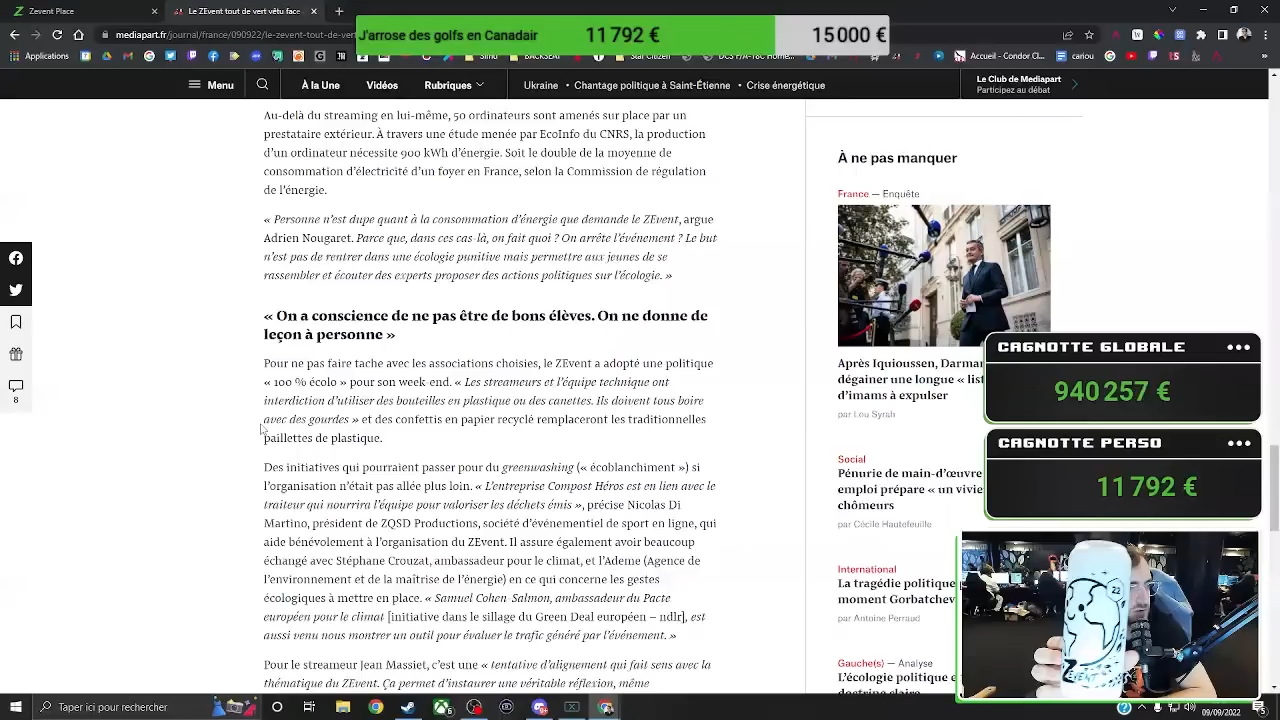 ZEvent Place
le ZEvent tout de vert vêtu
J'arrose des golfs en Canadair
11 792 €
15 000 €
Applications
Acuité - Gestion de
Menu
À la Une
Vidéos
Rubriques
Ukraine • Chantage politique à Saint-Étienne • Crise énergétique
Le Club de Mediapart
Participez au débat
Au-delà du streaming en lui-même, 50 ordinateurs sont amenés sur place par un
prestataire extérieur. À travers une étude menée par EcoInfo du CNRS, la production
d'un ordinateur nécessite 900 kWh d'énergie. Soit le double de la moyenne de
consommation d'électricité d'un foyer en France, selon la Commission de régulation
de l'énergie.
« Personne n'est dupe quant à la consommation d'énergie que demande le ZEvent, argue
Adrien Nougaret. Parce que, dans ces cas-là, on fait quoi ? On arrête l'événement ? Le but
n'est pas de rentrer dans une écologie punitive mais permettre aux jeunes de se
rassembler et écouter des experts proposer des actions politiques sur l'écologie. »
« On a conscience de ne pas être de bons élèves. On ne donne de
leçon à personne »
Pour ne pas faire tache avec les associations choisies, le ZEvent a adopté une politique
« 100 % écolo » pour son week-end. « Les streameurs et l'équipe technique ont
interdiction d'utiliser des bouteilles en plastique ou des canettes. Ils doivent tous boire
avec des gourdes » et des confettis en papier recyclé remplaceront les traditionnelles
paillettes de plastique.
Des initiatives qui pourraient passer pour du greenwashing (« écoblanchiment ») si
l'organisation n'était pas allée plus loin. « L'entreprise Compost Héros est en lien avec le
traiteur qui nourrira l'équipe pour valoriser les déchets émis », précise Nicolas Di
Martino, président de ZQSD Productions, société d'événementiel de sport en ligne, qui
aide bénévolement à l'organisation du ZEvent. Il assure également avoir beaucoup
échangé avec Stéphane Crouzat, ambassadeur pour le climat, et l'Ademe (Agence de
l'environnement et de la maîtrise de l'énergie) en ce qui concerne les gestes
écologiques à mettre en place. « Samuel Cohen-Salmon, ambassadeur du Pacte
européen pour le climat [initiative dans le sillage du Green Deal européen – ndlr], est
aussi venu nous montrer un outil pour évaluer le trafic généré par l'événement. »
Pour le streameur Jean Massiet, c'est une « tentative d'alignement qui fait sens avec la
thématique du ZEvent. Ça permet d'instaurer une véritable réflexion, même
8
À ne pas manquer
France — Enquête
Après Iquioussen, Darma
dégainer une longue « lis
d'imams à expulser
par Lou Syrah
Social
Pénurie de main-d'œuvre
emploi prépare « un vivie
chômeurs
par Cécile Hautefeuille
International
La tragédie politique
moment Gorbatchev
par Antoine Perraud
Gauche(s) — Analyse
L'écologie politique e
doctrine claire
CAGNOTTE GLOBALE
940 257 €
CAGNOTTE PERSO
11 792 €
22
09/09/2022